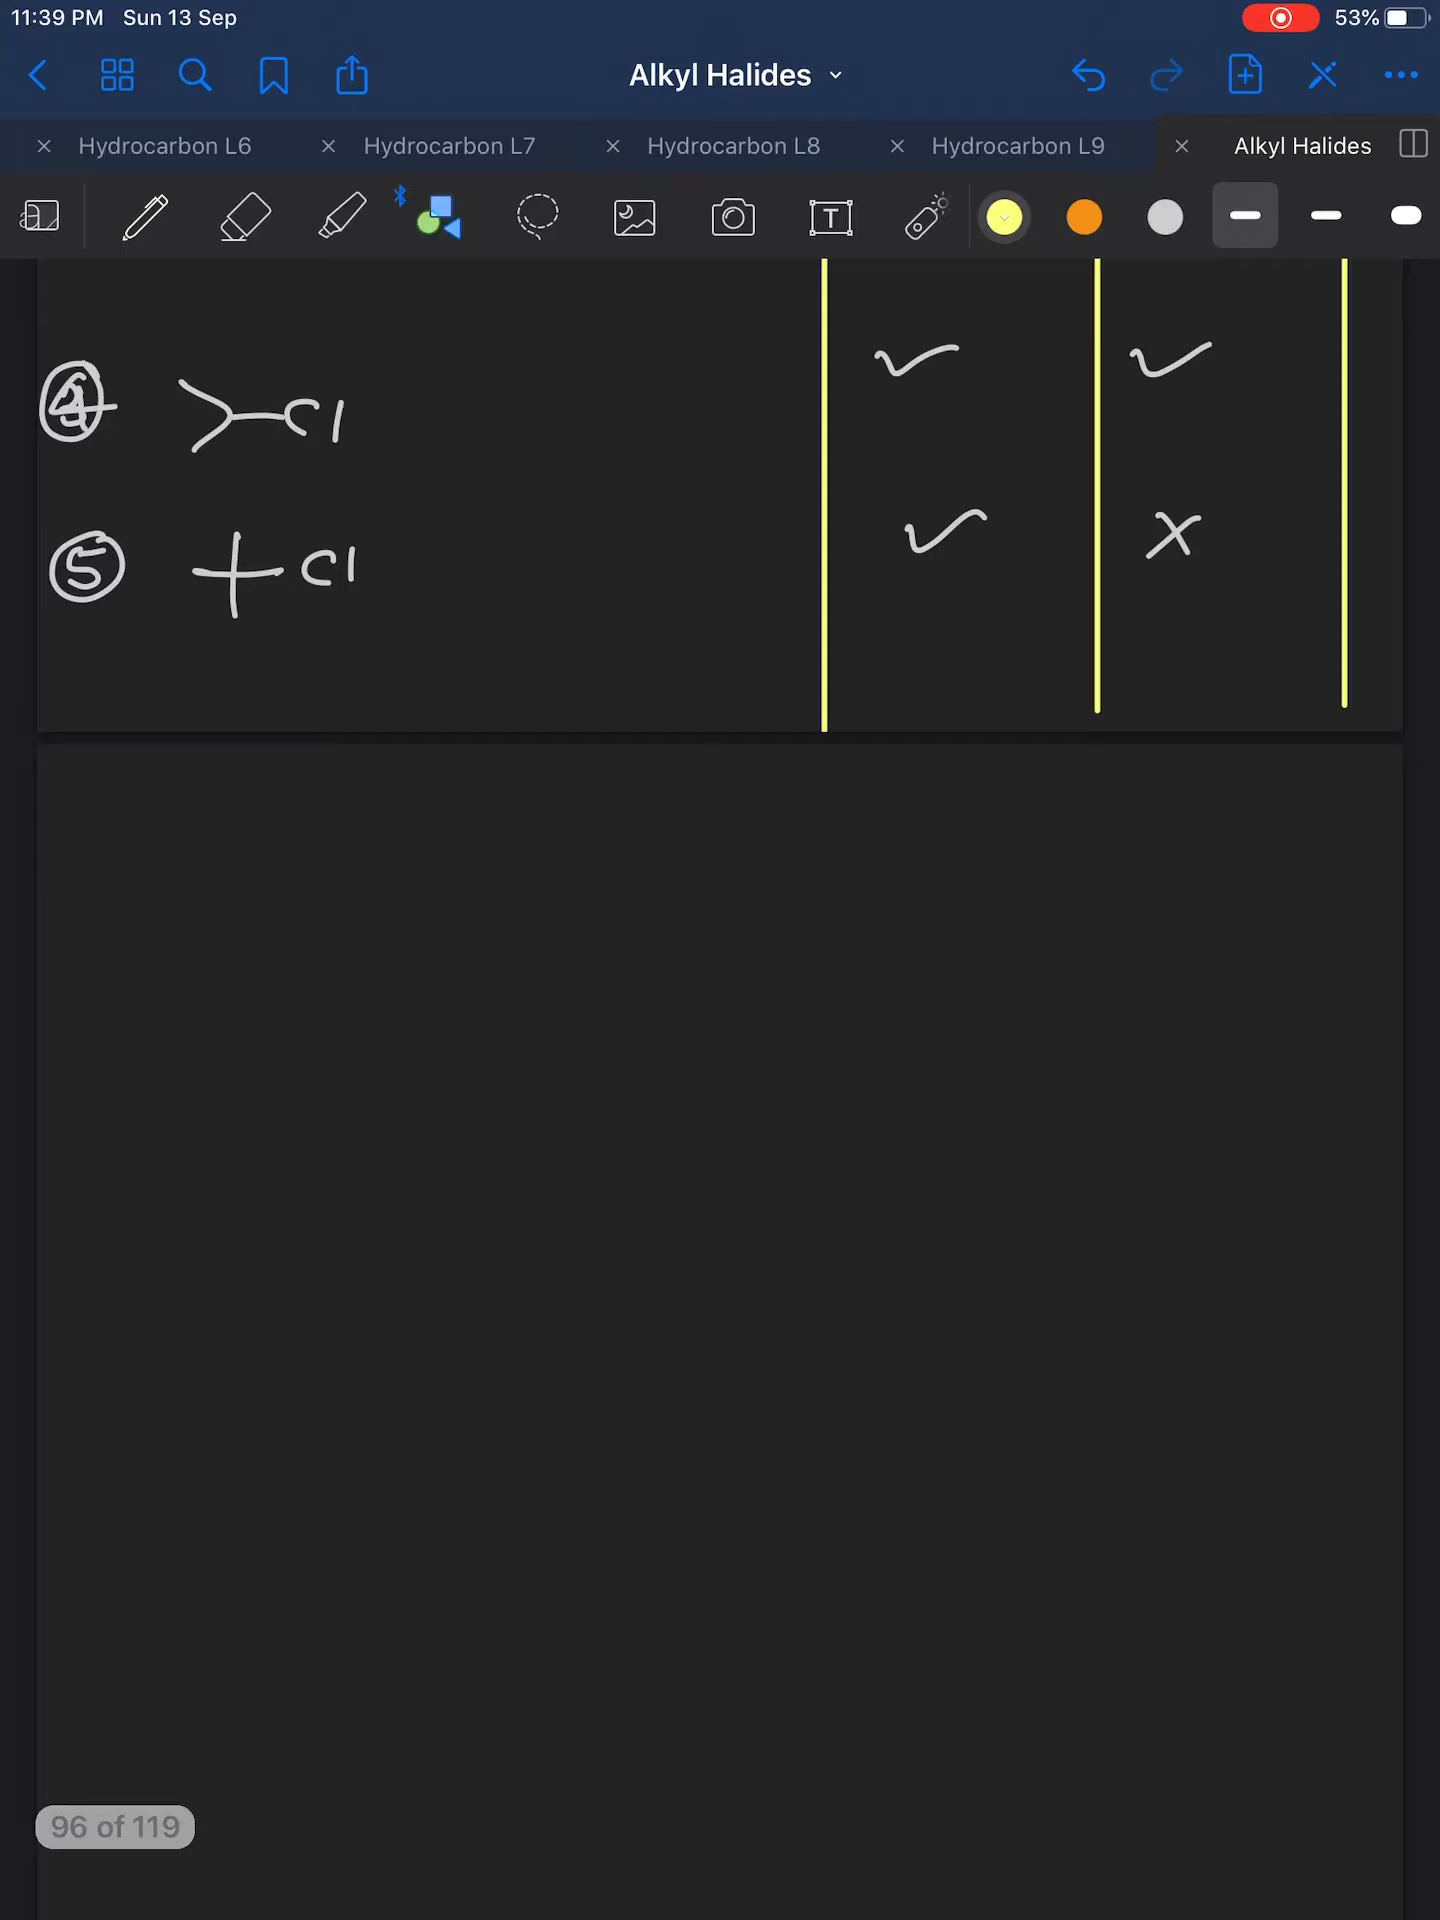 11:39 PM Sun 13 Sep 53%
Alkyl Halides
Hydrocarbon L6 Hydrocarbon L7 Hydrocarbon L8 Hydrocarbon L9 Alkyl Halides
T
④ Cl ✓ ✓
⑤ Cl ✓ ×
96 of 119